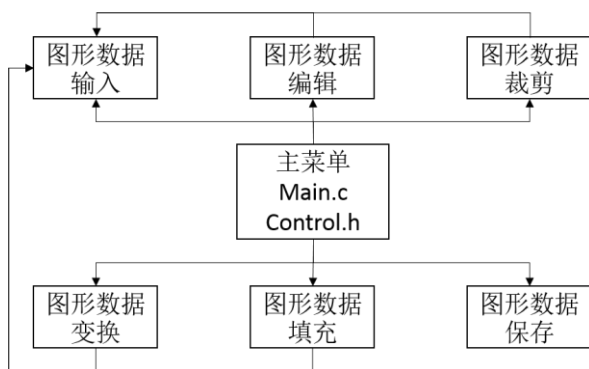 图形数据
输入
图形数据
编辑
图形数据
裁剪
主菜单
Main.c
Control.h
图形数据
变换
图形数据
填充
图形数据
保存